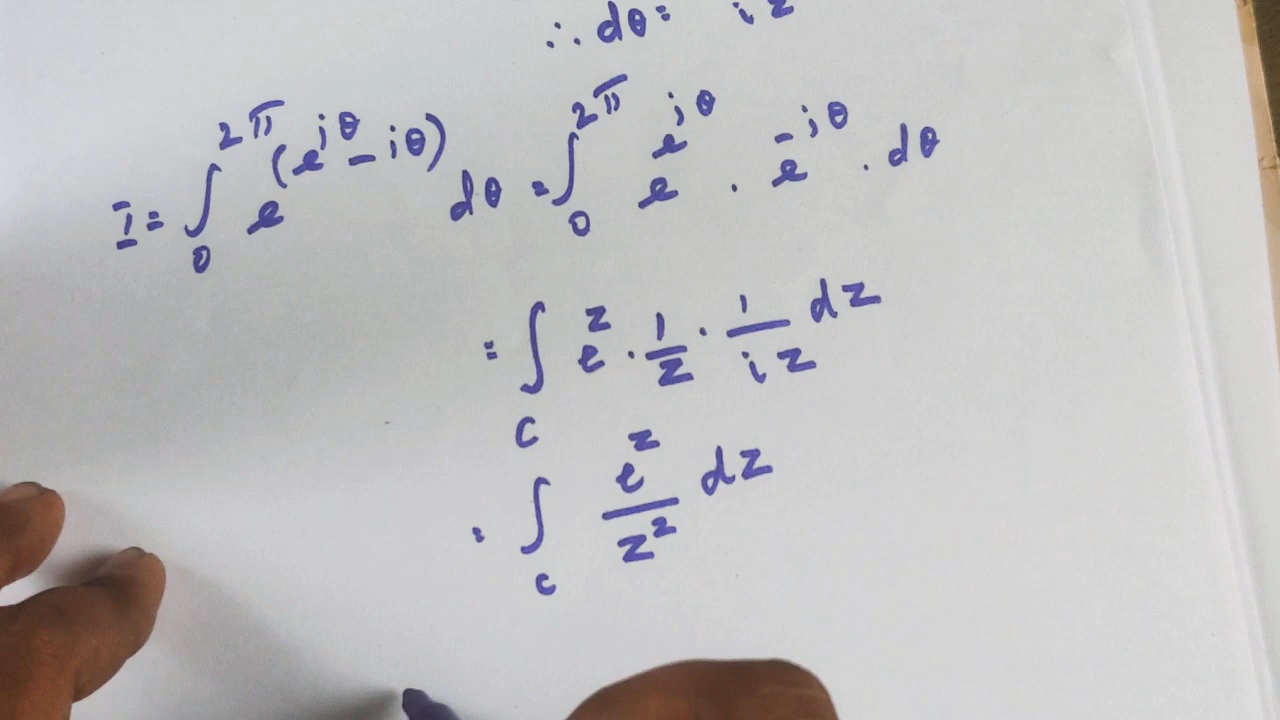 ∴ dθ = iz
I = ∫₀^{2π} e^{(e^{iθ} - iθ)} dθ = ∫₀^{2π} e^{e^{iθ}} . e^{-iθ} . dθ
= ∫_C e^z . 1/z . 1/iz dz
= ∫_C e^z/z² dz